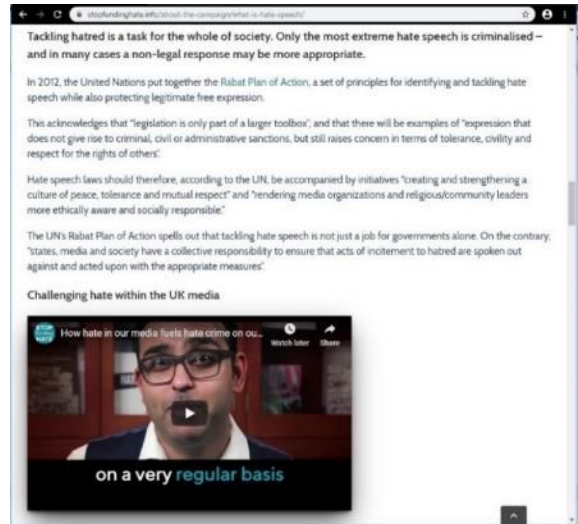 stopfundinghate.info/about-the-campaign/what-is-hate-speech/
Tackling hatred is a task for the whole of society. Only the most extreme hate speech is criminalised –
and in many cases a non-legal response may be more appropriate.
In 2012, the United Nations put together the Rabat Plan of Action, a set of principles for identifying and tackling hate
speech while also protecting legitimate free expression.
This acknowledges that "legislation is only part of a larger toolbox", and that there will be examples of "expression that
does not give rise to criminal, civil or administrative sanctions, but still raises concern in terms of tolerance, civility and
respect for the rights of others".
Hate speech laws should therefore, according to the UN, be accompanied by initiatives "creating and strengthening a
culture of peace, tolerance and mutual respect" and "rendering media organizations and religious/community leaders
more ethically aware and socially responsible."
The UN's Rabat Plan of Action spells out that tackling hate speech is not just a job for governments alone. On the contrary,
"states, media and society have a collective responsibility to ensure that acts of incitement to hatred are spoken out
against and acted upon with the appropriate measures".
Challenging hate within the UK media
STOP
FUNDING
HATE
How hate in our media fuels hate crime on ou...
Watch later
Share
on a very regular basis